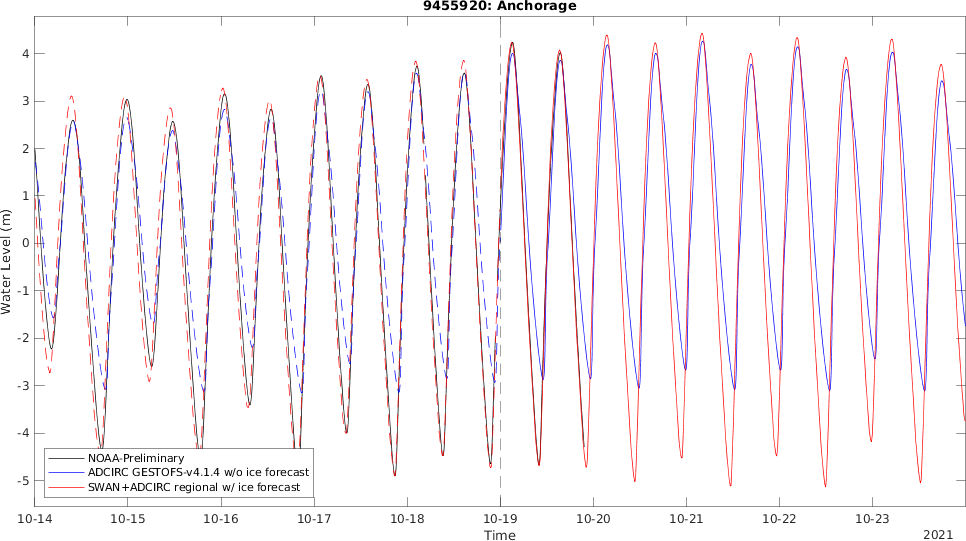 9455920: Anchorage
4
3
2
1
0
-1
-2
-3
-4
-5
Water Level (m)
NOAA-Preliminary
ADCIRC GESTOFS-v4.1.4 w/o ice forecast
SWAN+ADCIRC regional w/ ice forecast
10-14 10-15 10-16 10-17 10-18 10-19 10-20 10-21 10-22 10-23
Time
2021